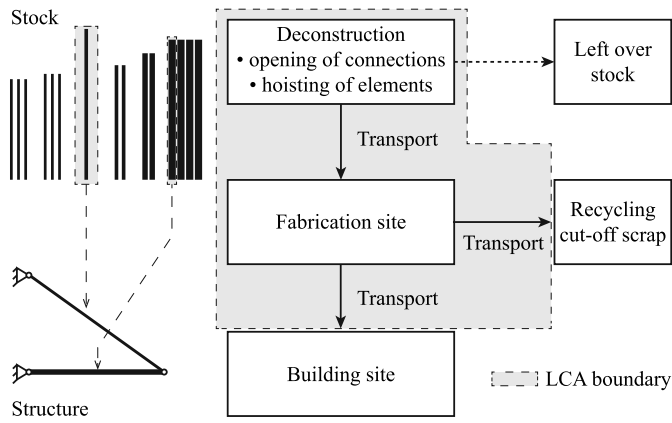 Stock
Deconstruction
• opening of connections
• hoisting of elements
Left over
stock
Transport
Fabrication site
Transport
Recycling
cut-off scrap
Transport
Building site
LCA boundary
Structure